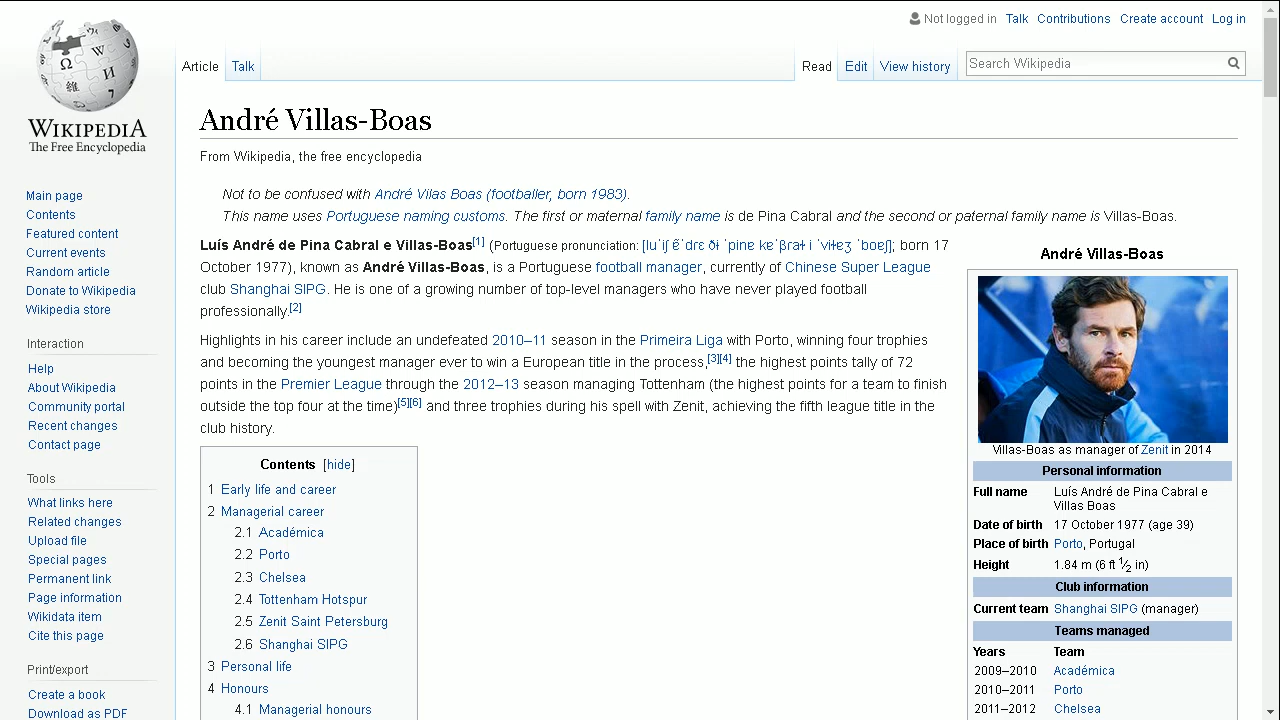 Not logged in Talk Contributions Create account Log in
Article Talk Read Edit View history Search Wikipedia
WIKIPEDIA
The Free Encyclopedia
André Villas-Boas
From Wikipedia, the free encyclopedia
Not to be confused with André Vilas Boas (footballer, born 1983).
This name uses Portuguese naming customs. The first or maternal family name is de Pina Cabral and the second or paternal family name is Villas-Boas.
Luís André de Pina Cabral e Villas-Boas[1] (Portuguese pronunciation: born 17
October 1977), known as André Villas-Boas, is a Portuguese football manager, currently of Chinese Super League
club Shanghai SIPG. He is one of a growing number of top-level managers who have never played football
professionally.[2]
Highlights in his career include an undefeated 2010–11 season in the Primeira Liga with Porto, winning four trophies
and becoming the youngest manager ever to win a European title in the process,[3][4] the highest points tally of 72
points in the Premier League through the 2012–13 season managing Tottenham (the highest points for a team to finish
outside the top four at the time)[5][6] and three trophies during his spell with Zenit, achieving the fifth league title in the
club history.
Contents [hide]
1 Early life and career
2 Managerial career
2.1 Académica
2.2 Porto
2.3 Chelsea
2.4 Tottenham Hotspur
2.5 Zenit Saint Petersburg
2.6 Shanghai SIPG
3 Personal life
4 Honours
4.1 Managerial honours
André Villas-Boas
Villas-Boas as manager of Zenit in 2014
Personal information
Full name Luís André de Pina Cabral e
Villas Boas
Date of birth 17 October 1977 (age 39)
Place of birth Porto, Portugal
Height 1.84 m (6 ft 1⁄2 in)
Club information
Current team Shanghai SIPG (manager)
Teams managed
Years Team
2009–2010 Académica
2010–2011 Porto
2011–2012 Chelsea
Main page
Contents
Featured content
Current events
Random article
Donate to Wikipedia
Wikipedia store
Interaction
Help
About Wikipedia
Community portal
Recent changes
Contact page
Tools
What links here
Related changes
Upload file
Special pages
Permanent link
Page information
Wikidata item
Cite this page
Print/export
Create a book
Download as PDF